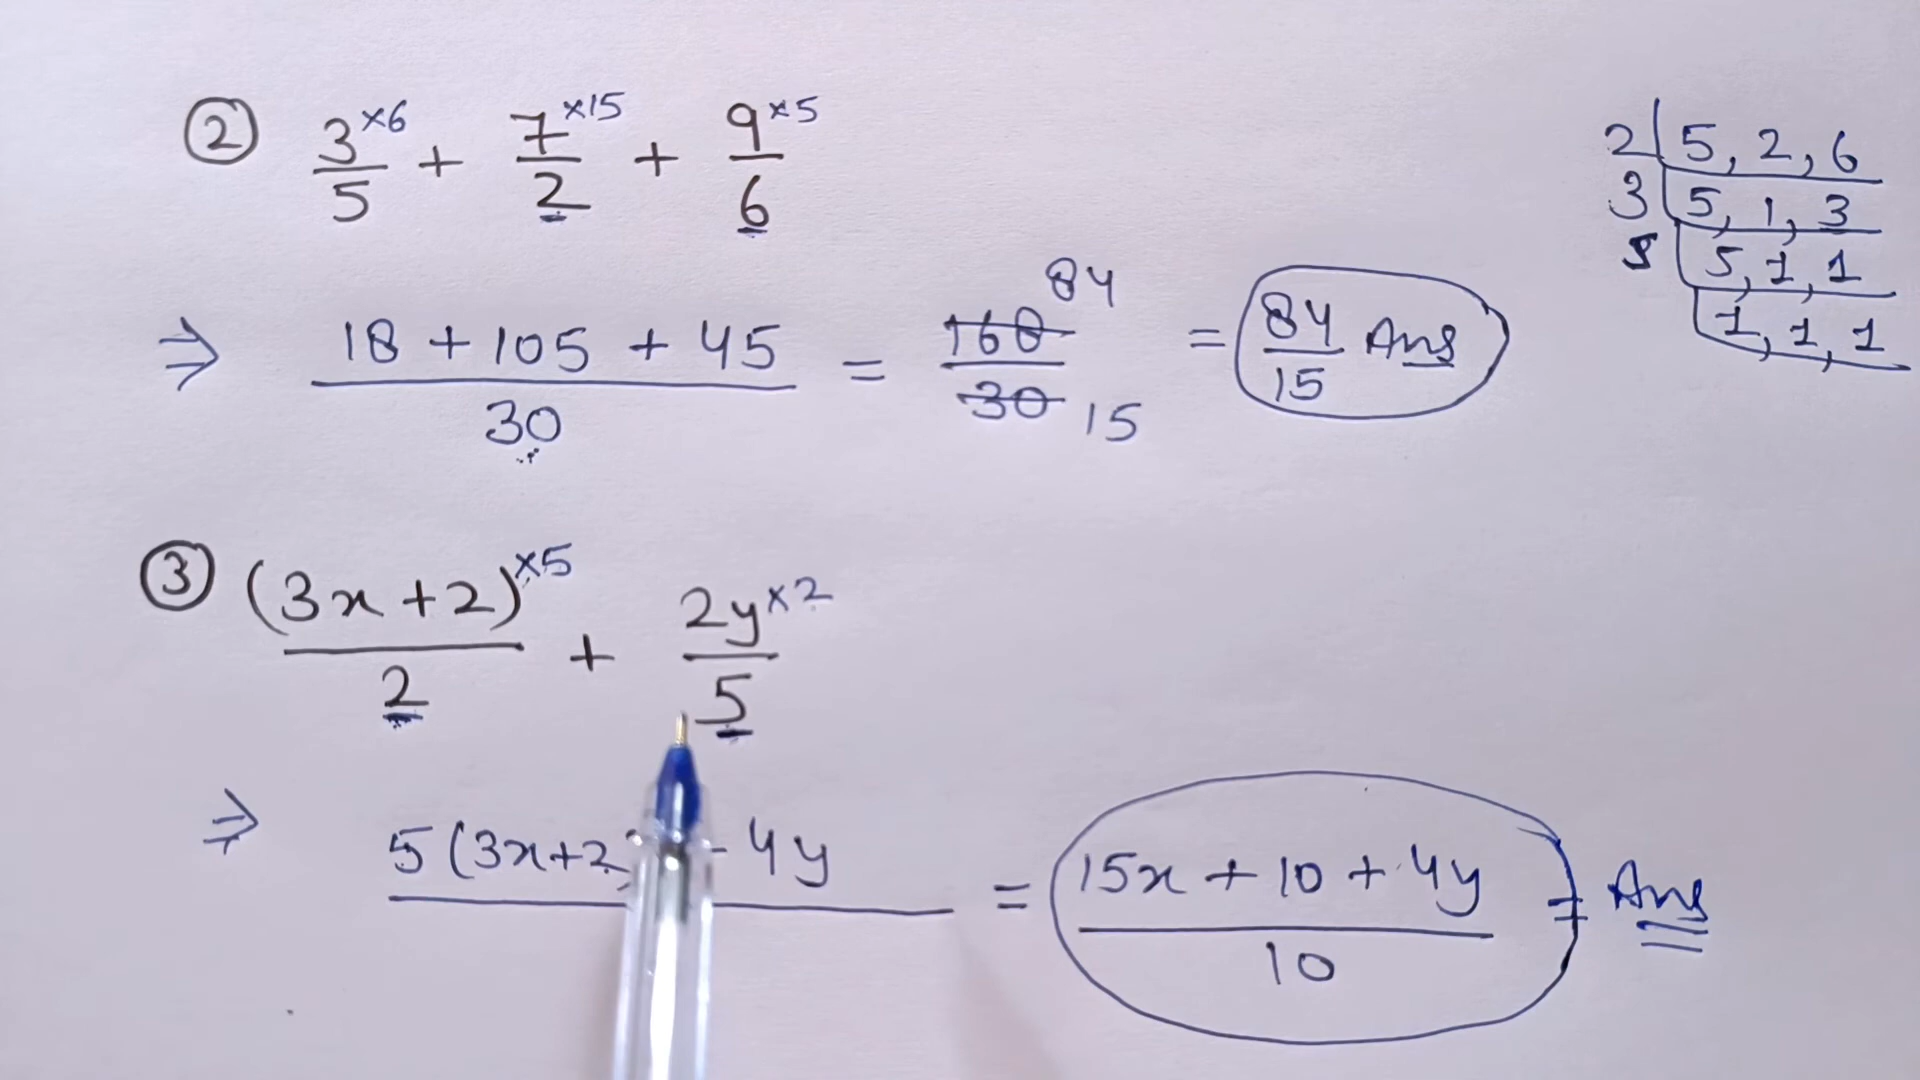 ② 3×6/5 + 7×15/2 + 9×5/6
⇒ (18 + 105 + 45)/30 = 168/30 84 15 = 84/15 Ans
2 | 5, 2, 6
3 | 5, 1, 3
5 | 5, 1, 1
1, 1, 1
③ (3x+2)×5/2 + 2y×2/5
⇒ 5(3x+2) 4y = (15x + 10 + 4y)/10 = Ans